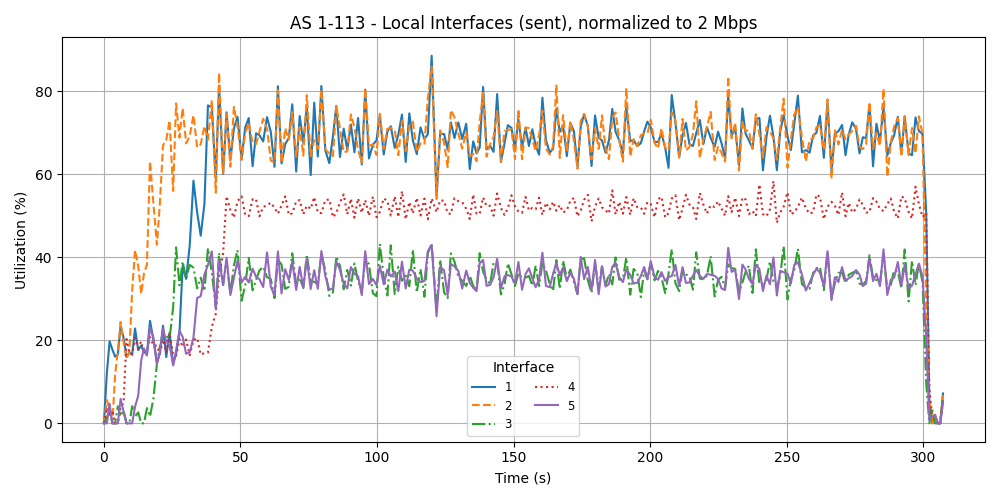 AS 1-113 - Local Interfaces (sent), normalized to 2 Mbps
Utilization (%)
80
60
40
20
0
0 50 100 150 200 250 300
Time (s)
Interface
1 4
2 5
3